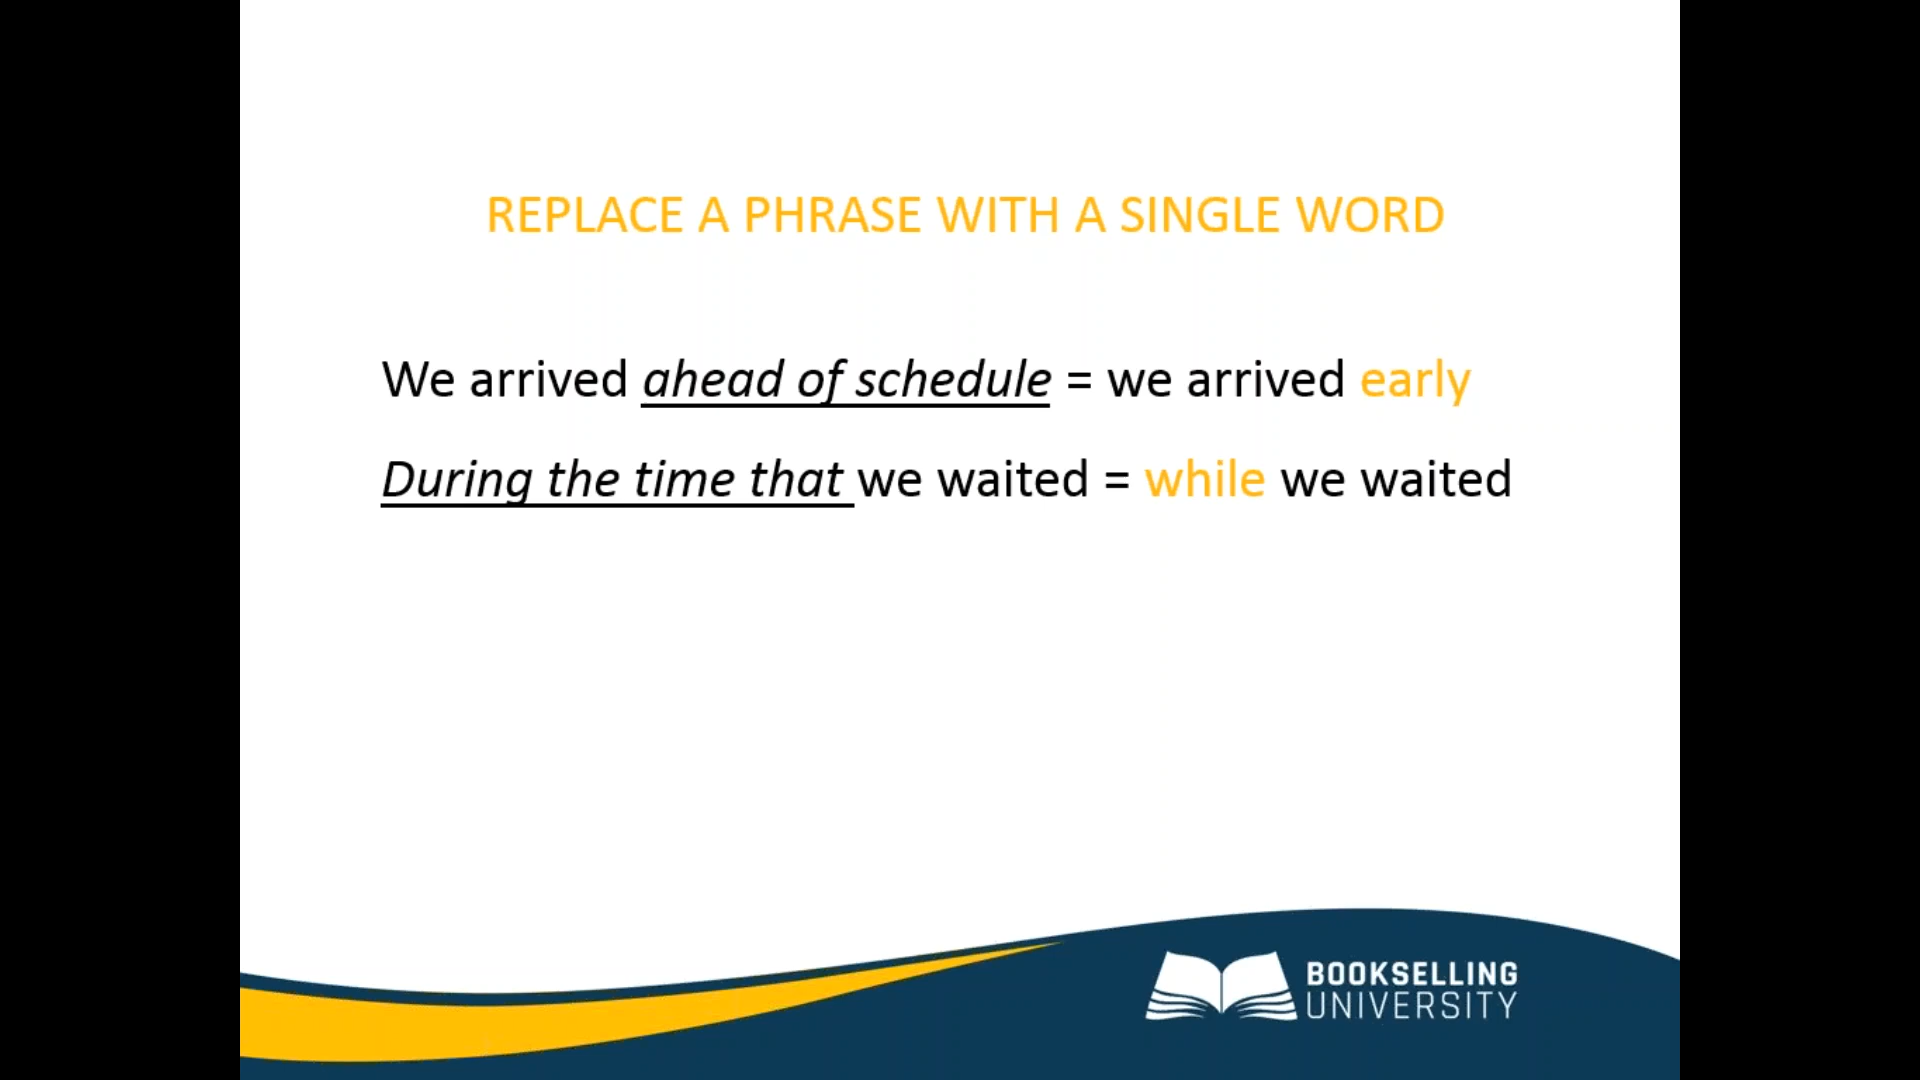 REPLACE A PHRASE WITH A SINGLE WORD
We arrived ahead of schedule = we arrived early
During the time that we waited = while we waited
BOOKSELLING
UNIVERSITY